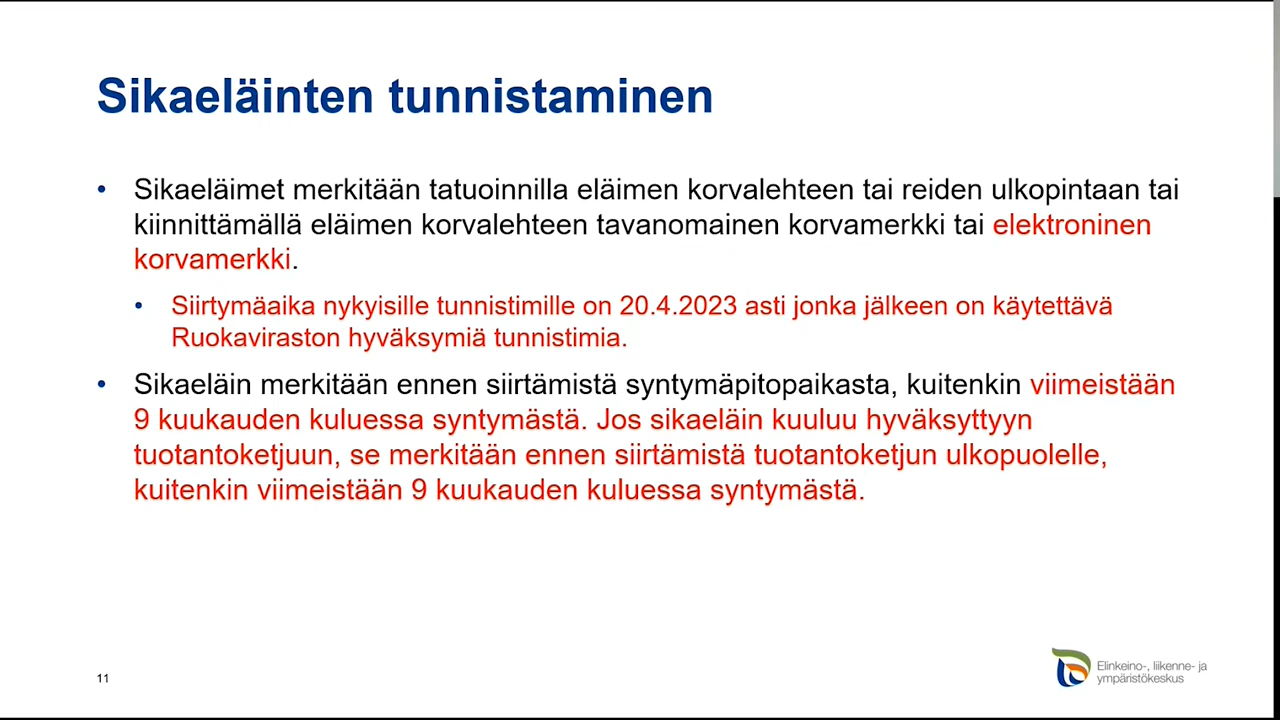 Sikaeläinten tunnistaminen
• Sikaeläimet merkitään tatuoinnilla eläimen korvalehteen tai reiden ulkopintaan tai
kiinnittämällä eläimen korvalehteen tavanomainen korvamerkki tai elektroninen
korvamerkki.
• Siirtymäaika nykyisille tunnistimille on 20.4.2023 asti jonka jälkeen on käytettävä
Ruokaviraston hyväksymiä tunnistimia.
• Sikaeläin merkitään ennen siirtämistä syntymäpitopaikasta, kuitenkin viimeistään
9 kuukauden kuluessa syntymästä. Jos sikaeläin kuuluu hyväksyttyyn
tuotantoketjuun, se merkitään ennen siirtämistä tuotantoketjun ulkopuolelle,
kuitenkin viimeistään 9 kuukauden kuluessa syntymästä.
11
Elinkeino-, liikenne- ja
ympäristökeskus